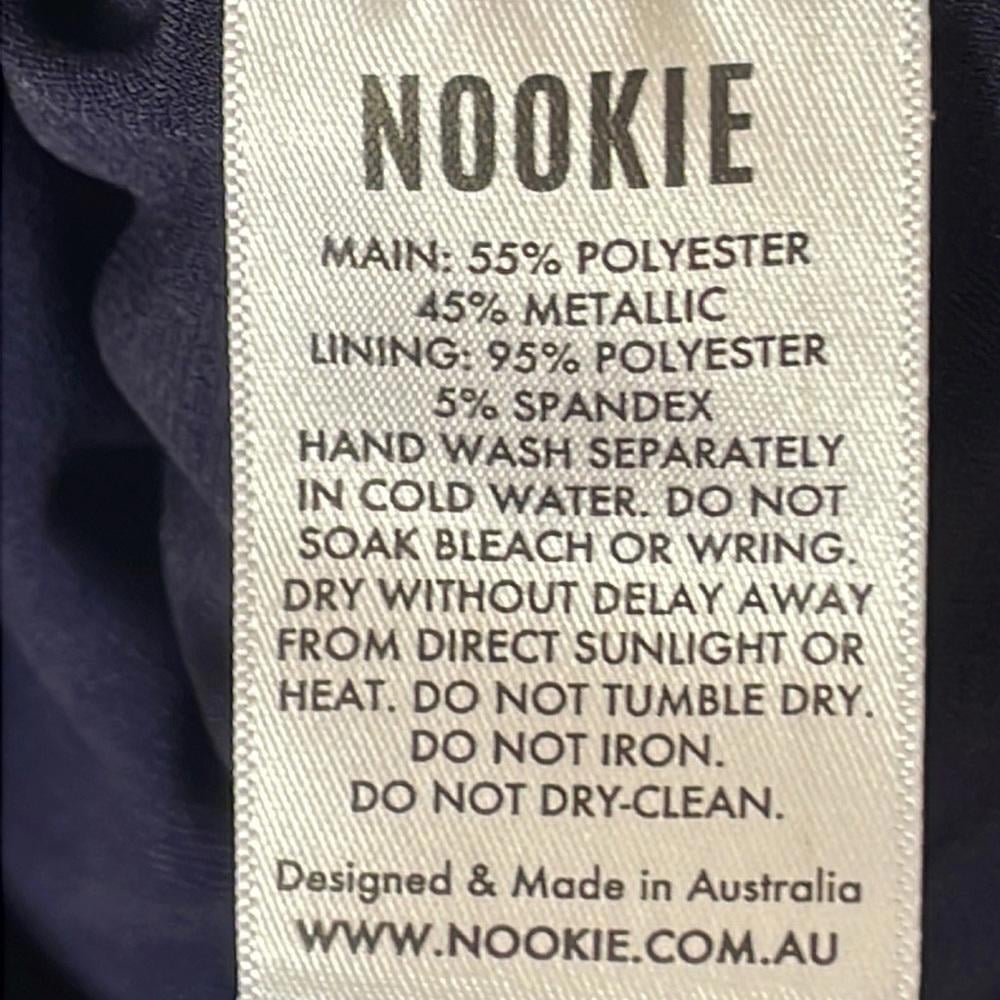 NOOKIE
MAIN: 55% POLYESTER
45% METALLIC
LINING: 95% POLYESTER
5% SPANDEX
HAND WASH SEPARATELY
IN COLD WATER. DO NOT
SOAK BLEACH OR WRING.
DRY WITHOUT DELAY AWAY
FROM DIRECT SUNLIGHT OR
HEAT. DO NOT TUMBLE DRY.
DO NOT IRON.
DO NOT DRY-CLEAN.
Designed & Made in Australia
WWW.NOOKIE.COM.AU